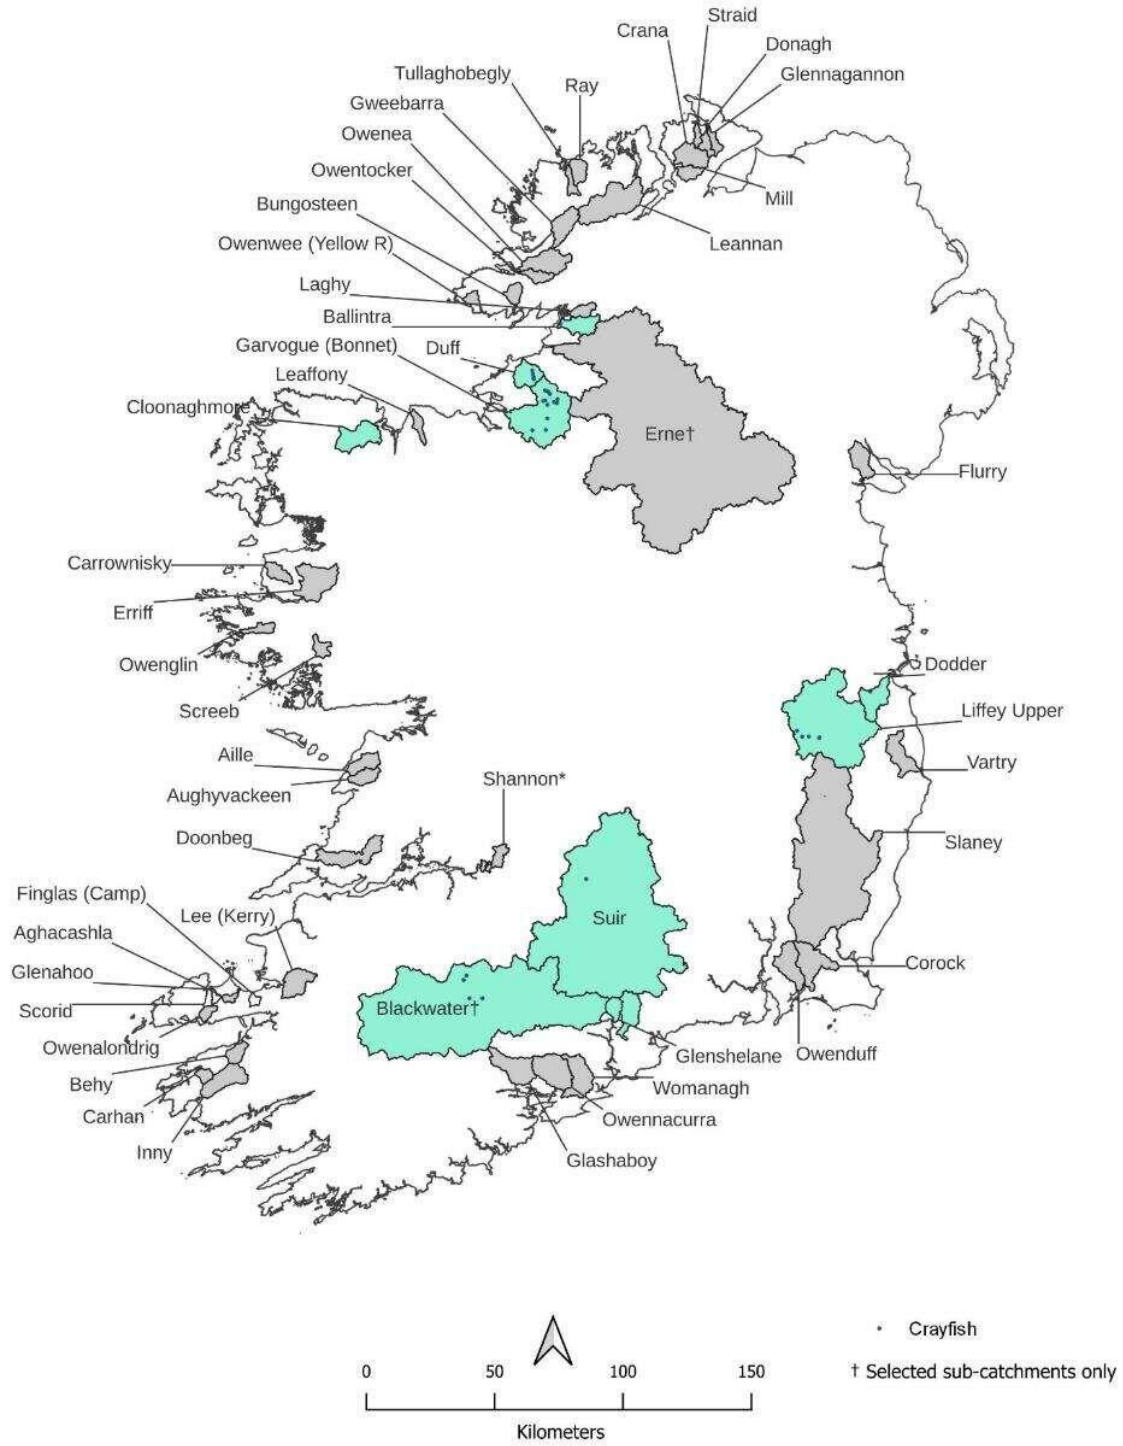 Straid
Crana
Donagh
Tullaghobegly
Glennagannon
Ray
Gweebarra
Owenea
Owentocker
Mill
Bungosteen
Owenwee (Yellow R)
Leannan
Laghy
Ballintra
Garvogue (Bonnet)
Duff
Leaffony
Cloonaghmore
Erne†
Flurry
Carrownisky
Erriff
Owenglin
Dodder
Screeb
Liffey Upper
Aille
Vartry
Shannon*
Aughyvackeen
Doonbeg
Slaney
Finglas (Camp)
Lee (Kerry)
Suir
Aghacashla
Corock
Glenahoo
Blackwater†
Scorid
Owenalondrig
Glenshelane
Owenduff
Behy
Womanagh
Carhan
Owennacurra
Inny
Glashaboy
Crayfish
0 50 100 150
† Selected sub-catchments only
Kilometers